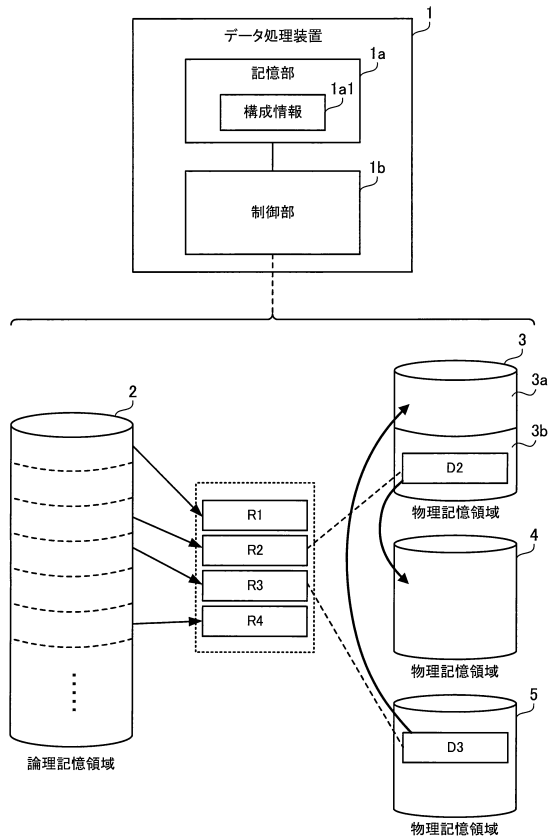 1
データ処理装置
1a
記憶部
1a1
構成情報
1b
制御部
2
3
3a
3b
D2
物理記憶領域
R1
R2
R3
R4
4
物理記憶領域
5
D3
論理記憶領域
物理記憶領域